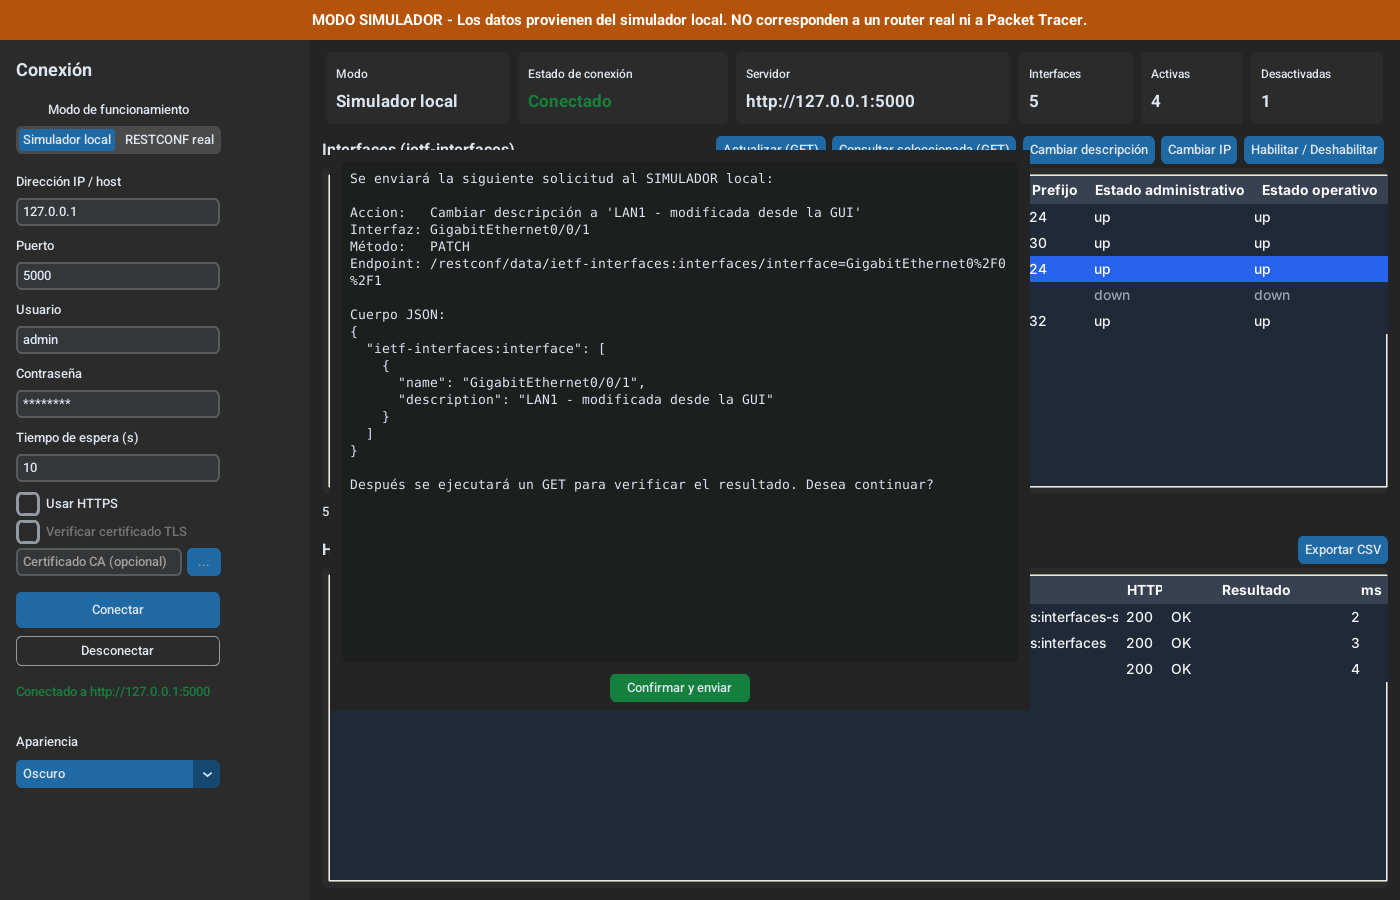 MODO SIMULADOR - Los datos provienen del simulador local. NO corresponden a un router real ni a Packet Tracer.
Conexión
Modo de funcionamiento
Simulador local RESTCONF real
Dirección IP / host
127.0.0.1
Puerto
5000
Usuario
admin
Contraseña
********
Tiempo de espera (s)
10
Usar HTTPS
Verificar certificado TLS
Certificado CA (opcional) ...
Conectar
Desconectar
Conectado a http://127.0.0.1:5000
Apariencia
Oscuro
Modo
Simulador local
Estado de conexión
Conectado
Servidor
http://127.0.0.1:5000
Interfaces
5
Activas
4
Desactivadas
1
Interfaces (ietf-interfaces) Actualizar (GET) Consultar seleccionada (GET) Cambiar descripción Cambiar IP Habilitar / Deshabilitar
Prefijo Estado administrativo Estado operativo
24 up up
30 up up
24 up up
down down
32 up up
Se enviará la siguiente solicitud al SIMULADOR local:
Accion: Cambiar descripción a 'LAN1 - modificada desde la GUI'
Interfaz: GigabitEthernet0/0/1
Método: PATCH
Endpoint: /restconf/data/ietf-interfaces:interfaces/interface=GigabitEthernet0%2F0
%2F1
Cuerpo JSON:
{
"ietf-interfaces:interface": [
{
"name": "GigabitEthernet0/0/1",
"description": "LAN1 - modificada desde la GUI"
}
]
}
Después se ejecutará un GET para verificar el resultado. Desea continuar?
Confirmar y enviar
5
H
Exportar CSV
HTTP Resultado ms
s:interfaces-s 200 OK 2
s:interfaces 200 OK 3
200 OK 4